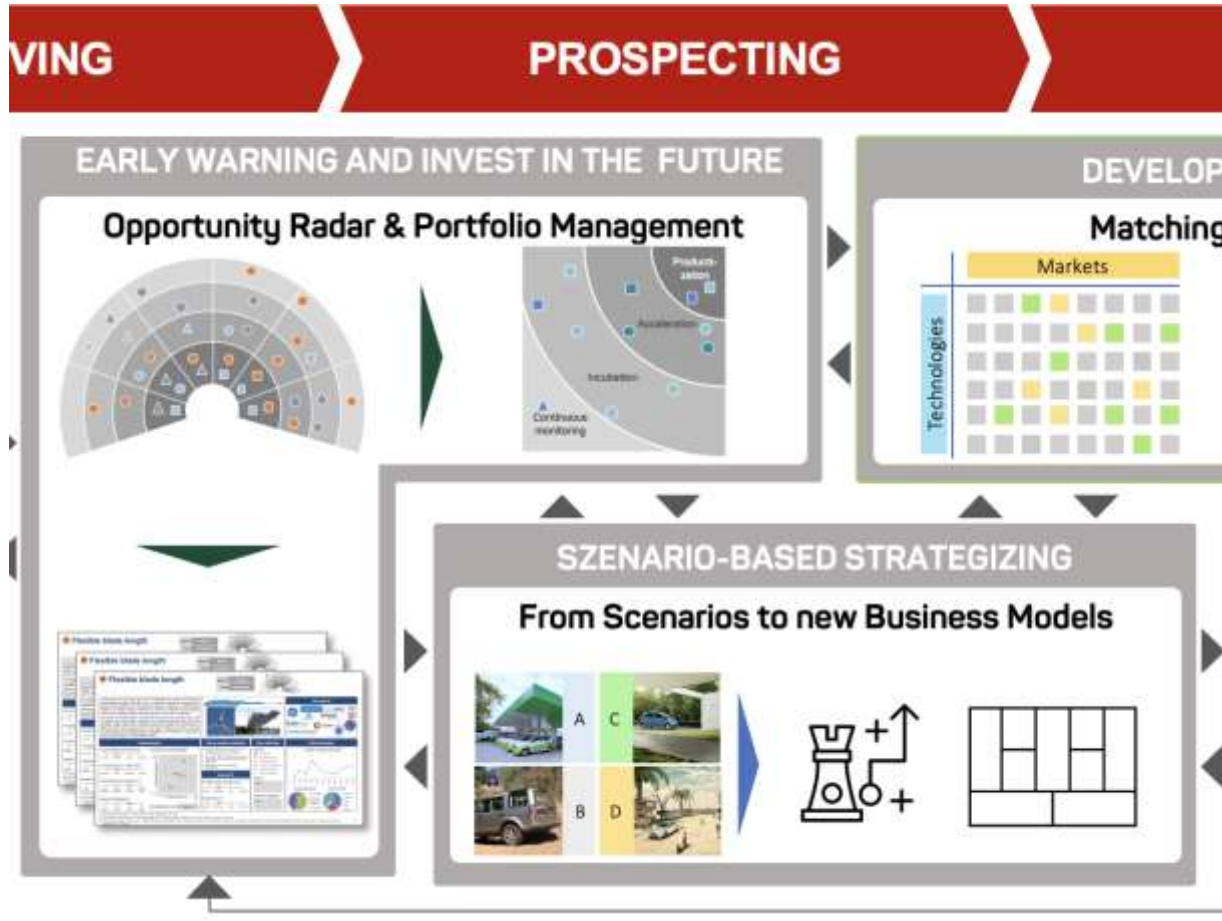 VING
PROSPECTING
EARLY WARNING AND INVEST IN THE FUTURE
Opportunity Radar & Portfolio Management
Producti-
zation
Acceleration
Incubation
Continuous
monitoring
DEVELOP
Matching
Markets
Technologies
SZENARIO-BASED STRATEGIZING
From Scenarios to new Business Models
A
C
B
D
Flexible blade length
Flexible blade length
Flexible blade length